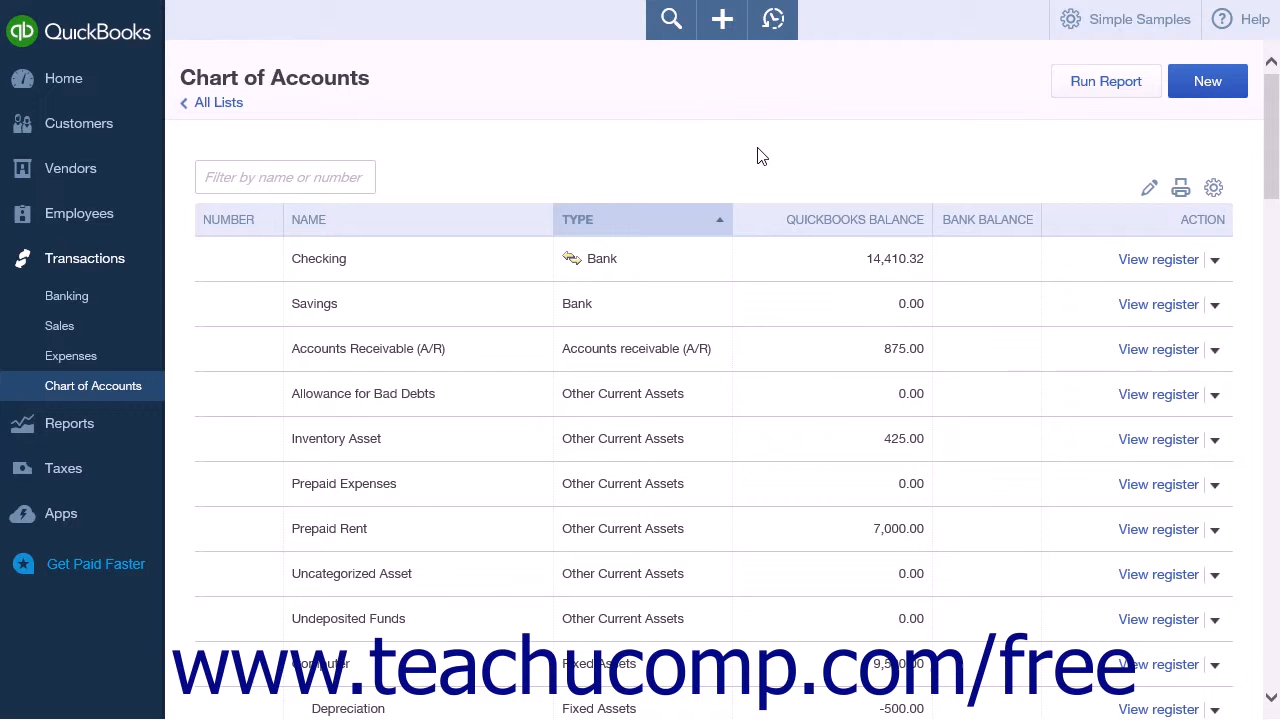 qb QuickBooks
Simple Samples
Help
Home
Customers
Vendors
Employees
Transactions
Banking
Sales
Expenses
Chart of Accounts
Reports
Taxes
Apps
Get Paid Faster
Chart of Accounts
All Lists
Run Report
New
Filter by name or number
NUMBER NAME TYPE QUICKBOOKS BALANCE BANK BALANCE ACTION
Checking Bank 14,410.32 View register
Savings Bank 0.00 View register
Accounts Receivable (A/R) Accounts receivable (A/R) 875.00 View register
Allowance for Bad Debts Other Current Assets 0.00 View register
Inventory Asset Other Current Assets 425.00 View register
Prepaid Expenses Other Current Assets 0.00 View register
Prepaid Rent Other Current Assets 7,000.00 View register
Uncategorized Asset Other Current Assets 0.00 View register
Undeposited Funds Other Current Assets 0.00 View register
Computer Fixed Assets View register
www.teachucomp.com/free
Depreciation Fixed Assets -500.00 View register